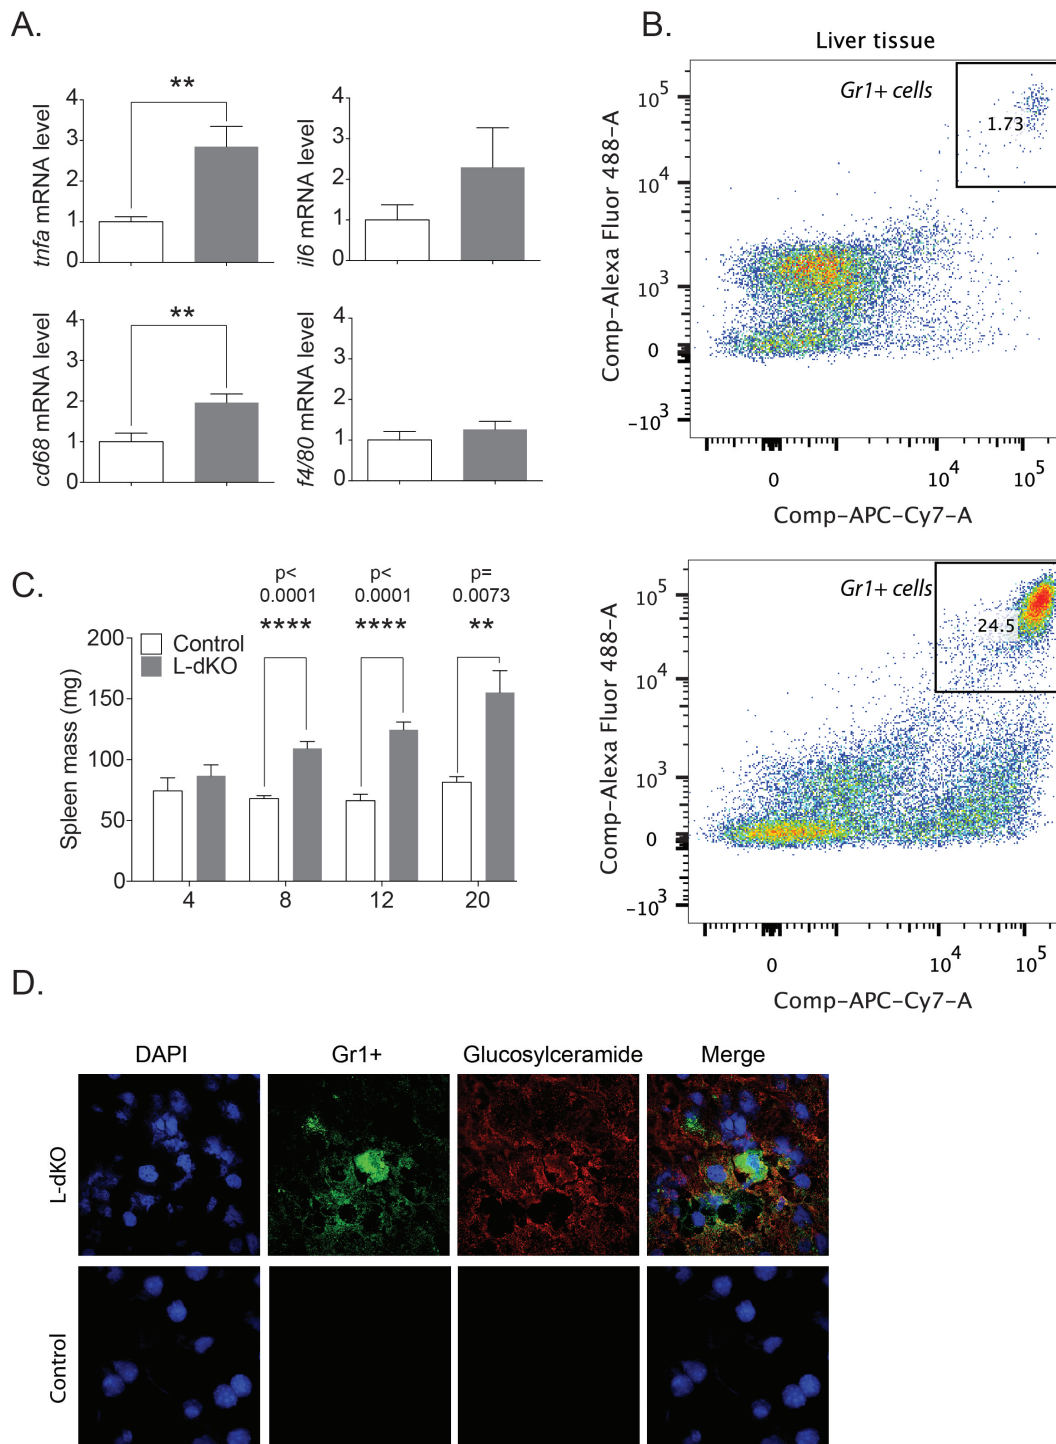 A.
**
tnfa mRNA level
4
3
2
1
0
il6 mRNA level
4
3
2
1
0
**
cd68 mRNA level
4
3
2
1
0
f4/80 mRNA level
4
3
2
1
0
B.
Liver tissue
Gr1+ cells
1.73
Comp-Alexa Fluor 488-A
10^5
10^4
10^3
0
-10^3
0
10^4
10^5
Comp-APC-Cy7-A
Gr1+ cells
24.5
Comp-Alexa Fluor 488-A
10^5
10^4
10^3
0
-10^3
0
10^4
10^5
Comp-APC-Cy7-A
C.
p<
0.0001
****
p<
0.0001
****
p=
0.0073
**
Control
L-dKO
Spleen mass (mg)
200
150
100
50
0
4
8
12
20
D.
DAPI
Gr1+
Glucosylceramide
Merge
L-dKO
Control